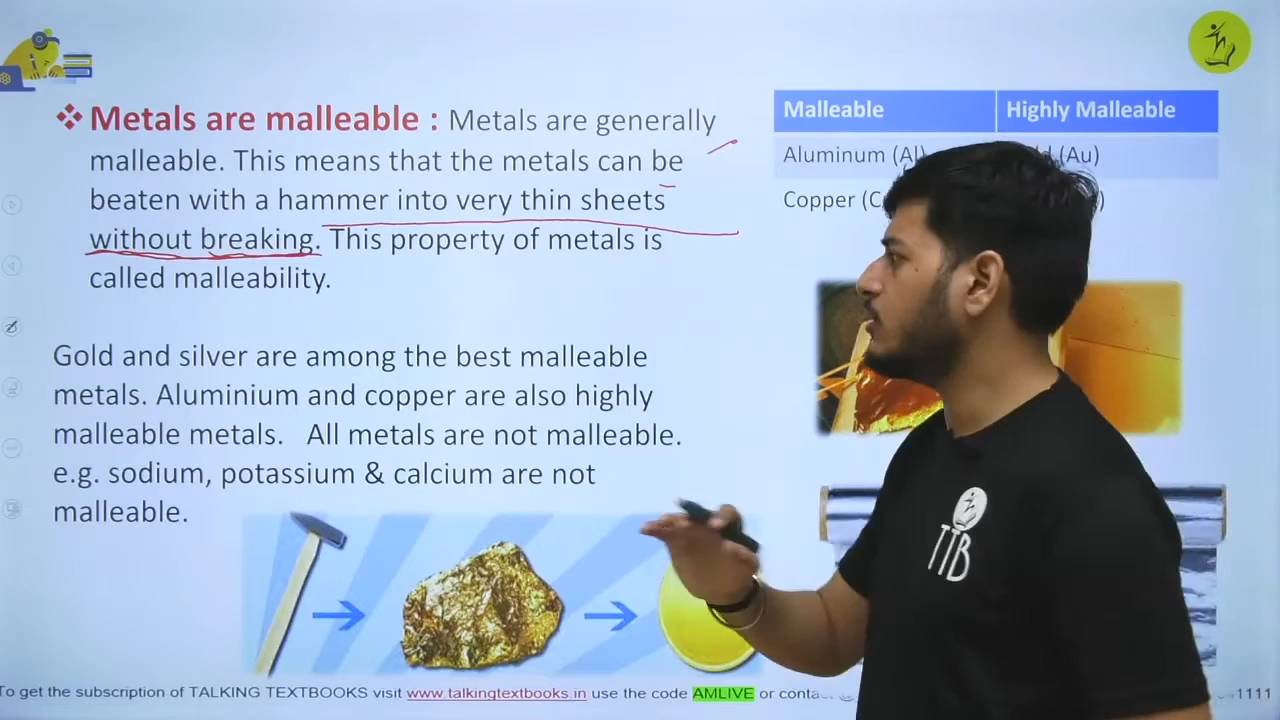 ❖ Metals are malleable : Metals are generally
malleable. This means that the metals can be
beaten with a hammer into very thin sheets
without breaking. This property of metals is
called malleability.
Gold and silver are among the best malleable
metals. Aluminium and copper are also highly
malleable metals. All metals are not malleable.
e.g. sodium, potassium & calcium are not
malleable.
Malleable Highly Malleable
Aluminum (Al) (Au)
Copper
TTB
To get the subscription of TALKING TEXTBOOKS visit www.talkingtextbooks.in use the code AMLIVE or 1111